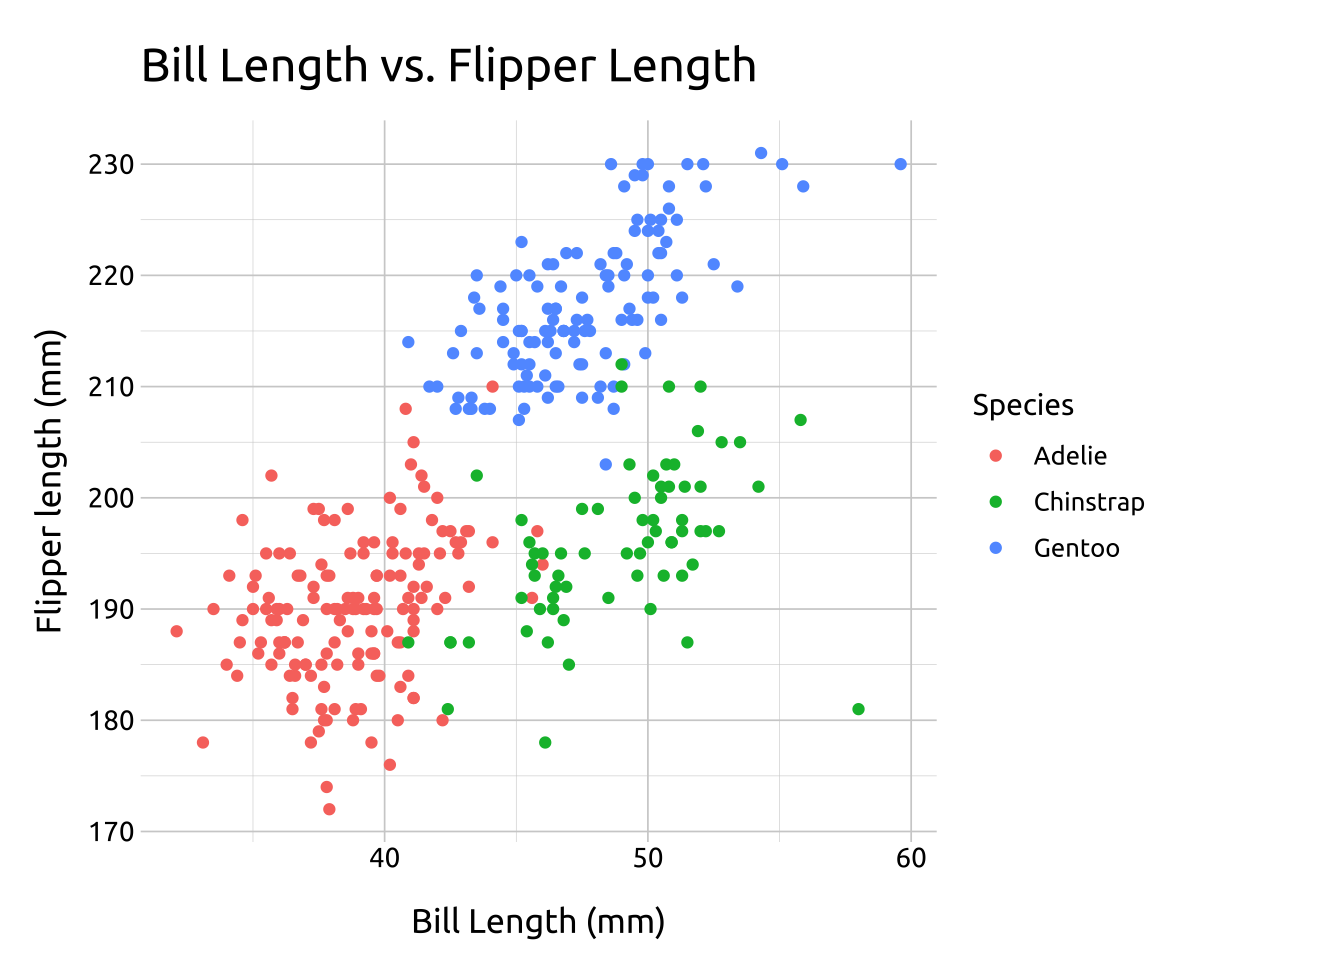 Bill Length vs. Flipper Length
230
220
210
200
190
180
170
Flipper length (mm)
40 50 60
Bill Length (mm)
Species
Adelie
Chinstrap
Gentoo